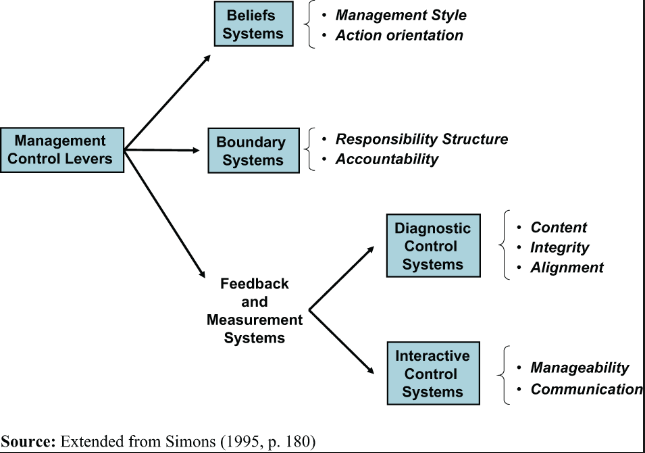 Beliefs
Systems
• Management Style
• Action orientation
Management
Control Levers
Boundary
Systems
• Responsibility Structure
• Accountability
Feedback
and
Measurement
Systems
Diagnostic
Control
Systems
• Content
• Integrity
• Alignment
Interactive
Control
Systems
• Manageability
• Communication
Source: Extended from Simons (1995, p. 180)